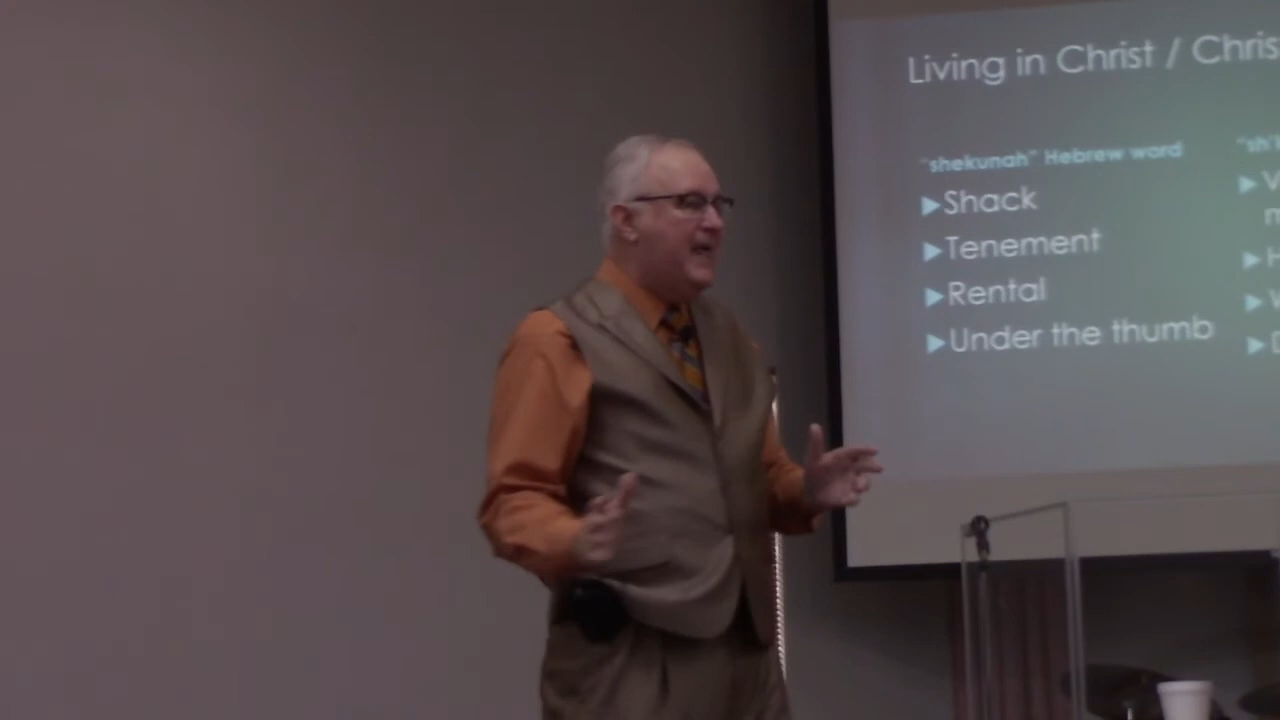 Living in Christ / Chris
"shekunah" Hebrew word
Shack
Tenement
Rental
Under the thumb